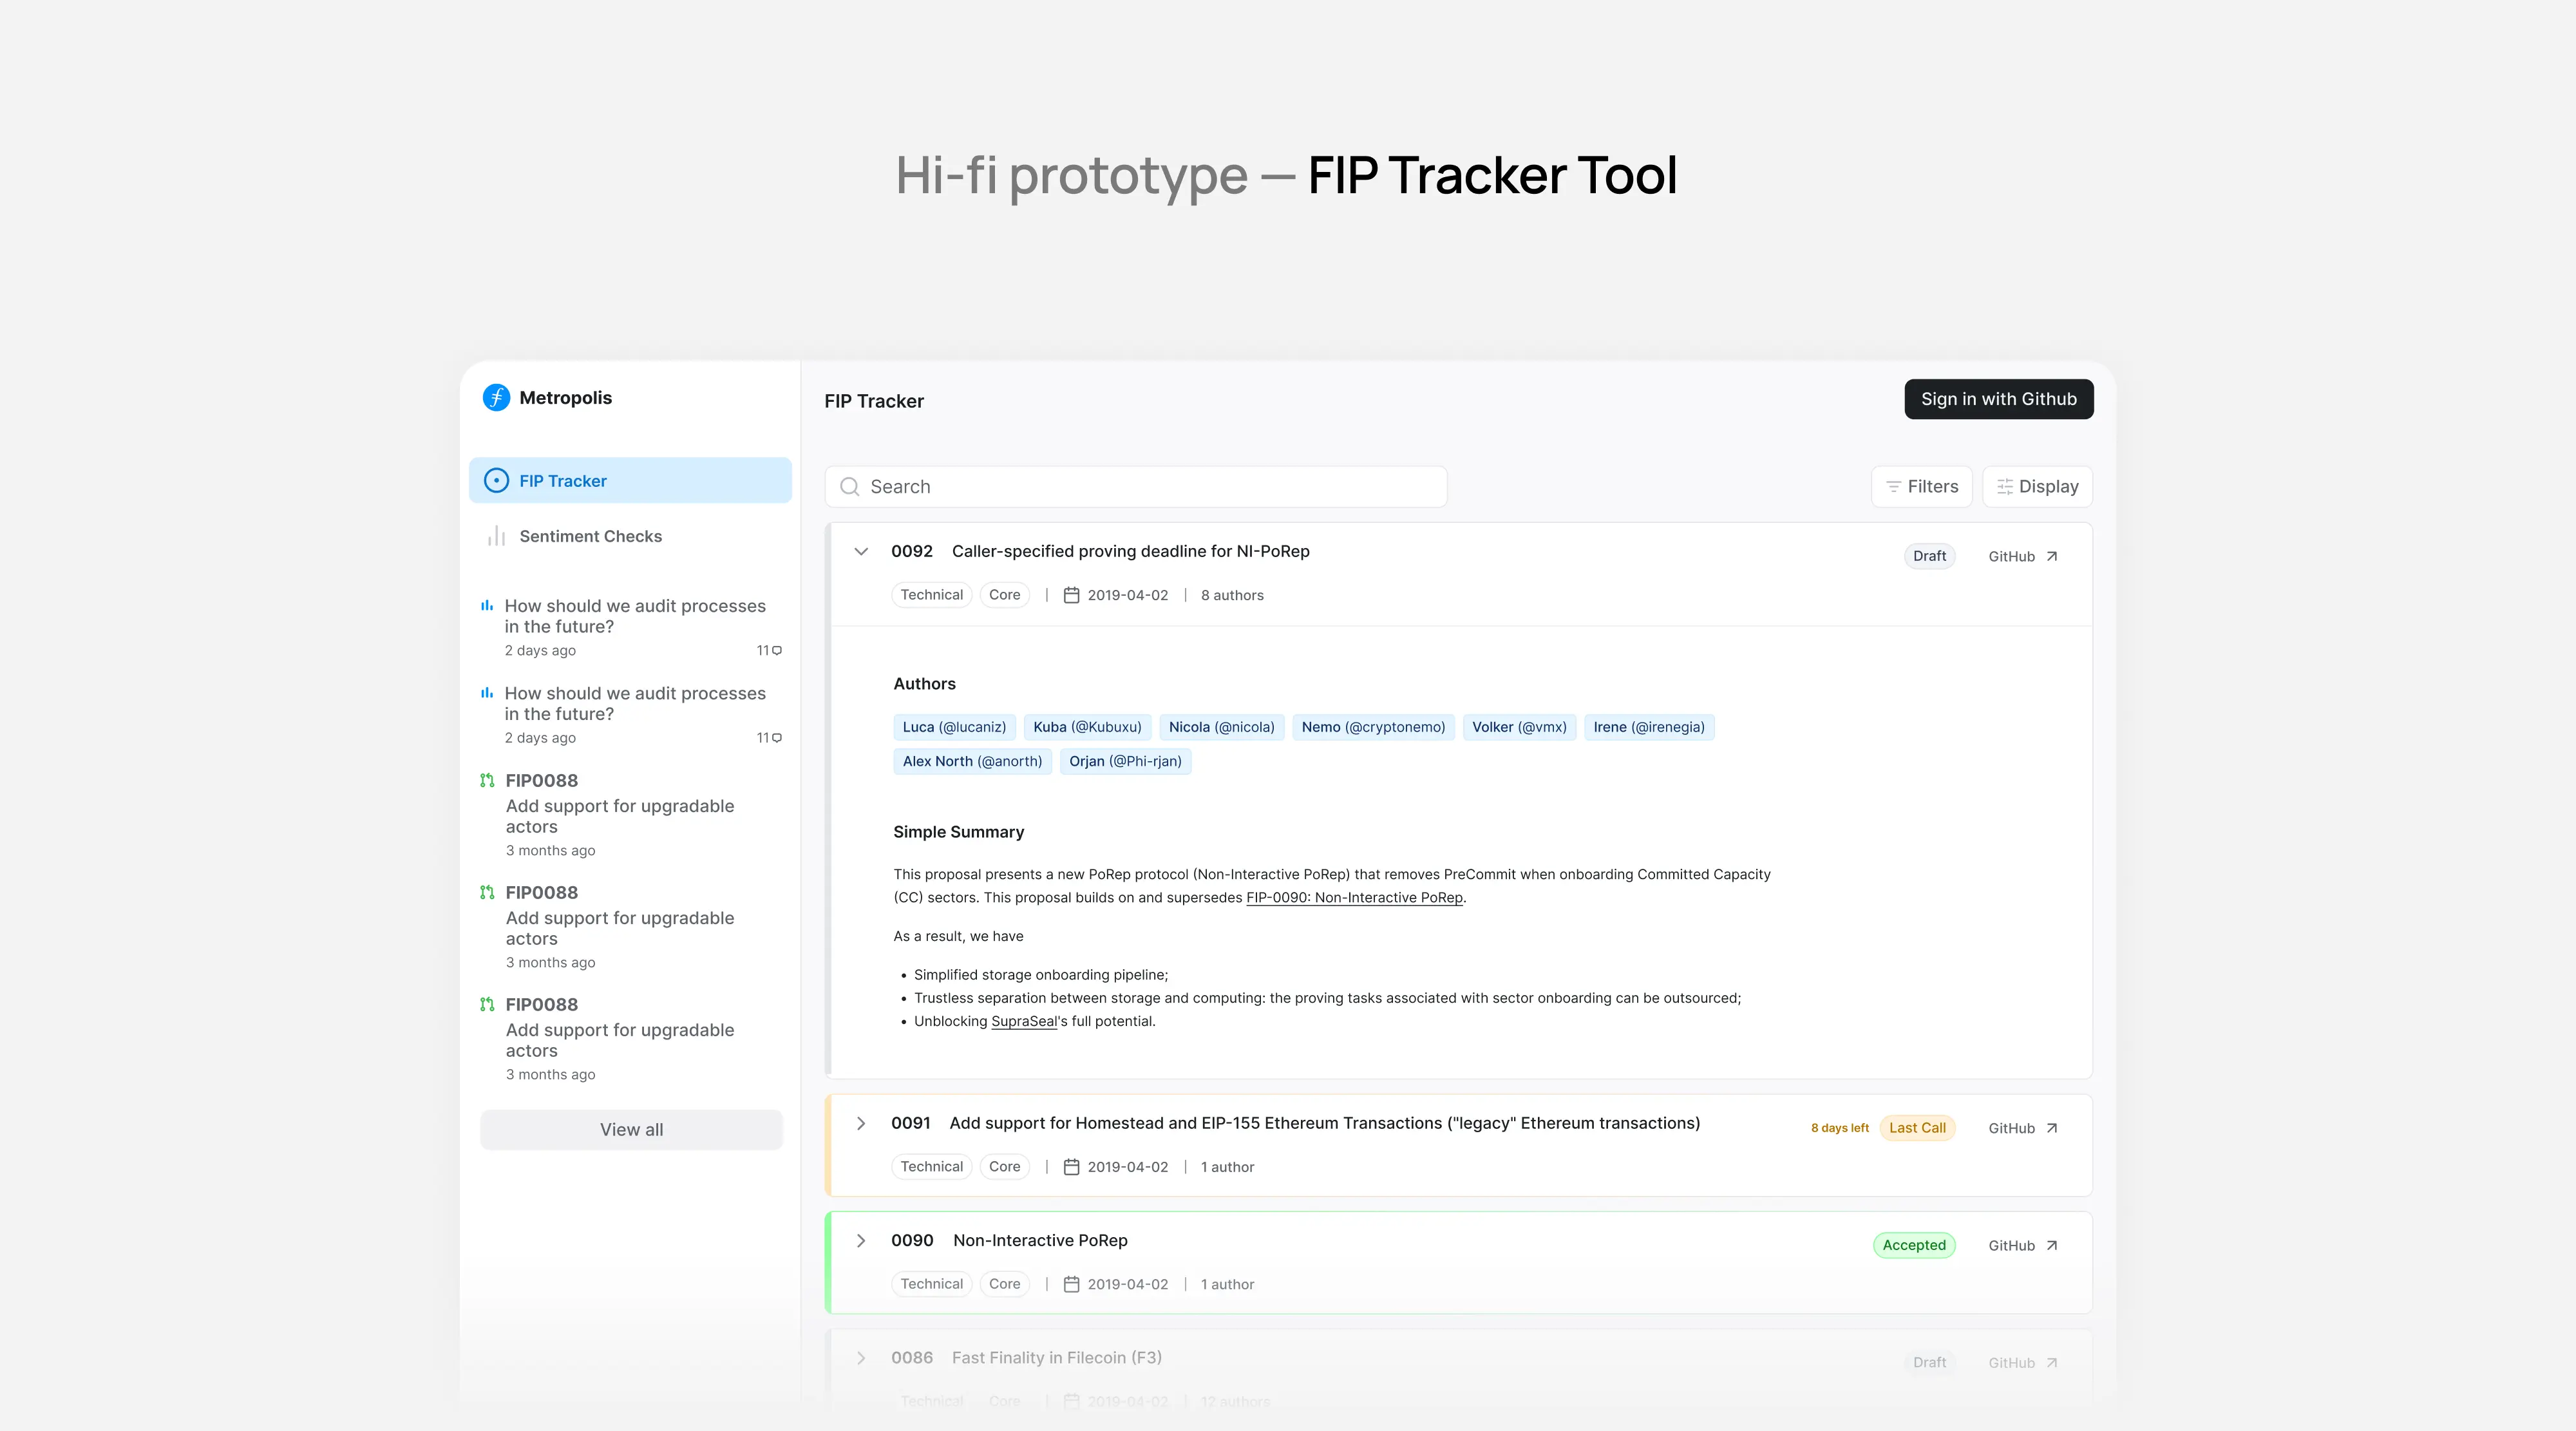 Hi-fi prototype — FIP Tracker Tool
Metropolis
FIP Tracker
Sentiment Checks
How should we audit processes
in the future?
2 days ago 11
How should we audit processes
in the future?
2 days ago 11
FIP0088
Add support for upgradable
actors
3 months ago
FIP0088
Add support for upgradable
actors
3 months ago
FIP0088
Add support for upgradable
actors
3 months ago
View all
FIP Tracker
Sign in with Github
Search
Filters
Display
0092 Caller-specified proving deadline for NI-PoRep
Draft
GitHub
Technical Core | 2019-04-02 | 8 authors
Authors
Luca (@lucaniz) Kuba (@Kubuxu) Nicola (@nicola) Nemo (@cryptonemo) Volker (@vmx) Irene (@irenegia)
Alex North (@anorth) Orjan (@Phi-rjan)
Simple Summary
This proposal presents a new PoRep protocol (Non-Interactive PoRep) that removes PreCommit when onboarding Committed Capacity
(CC) sectors. This proposal builds on and supersedes FIP-0090: Non-Interactive PoRep.
As a result, we have
• Simplified storage onboarding pipeline;
• Trustless separation between storage and computing: the proving tasks associated with sector onboarding can be outsourced;
• Unblocking SupraSeal's full potential.
0091 Add support for Homestead and EIP-155 Ethereum Transactions ("legacy" Ethereum transactions)
8 days left Last Call
GitHub
Technical Core | 2019-04-02 | 1 author
0090 Non-Interactive PoRep
Accepted
GitHub
Technical Core | 2019-04-02 | 1 author
0086 Fast Finality in Filecoin (F3)
Draft
GitHub
Technical Core | 2019-04-02 | 12 authors